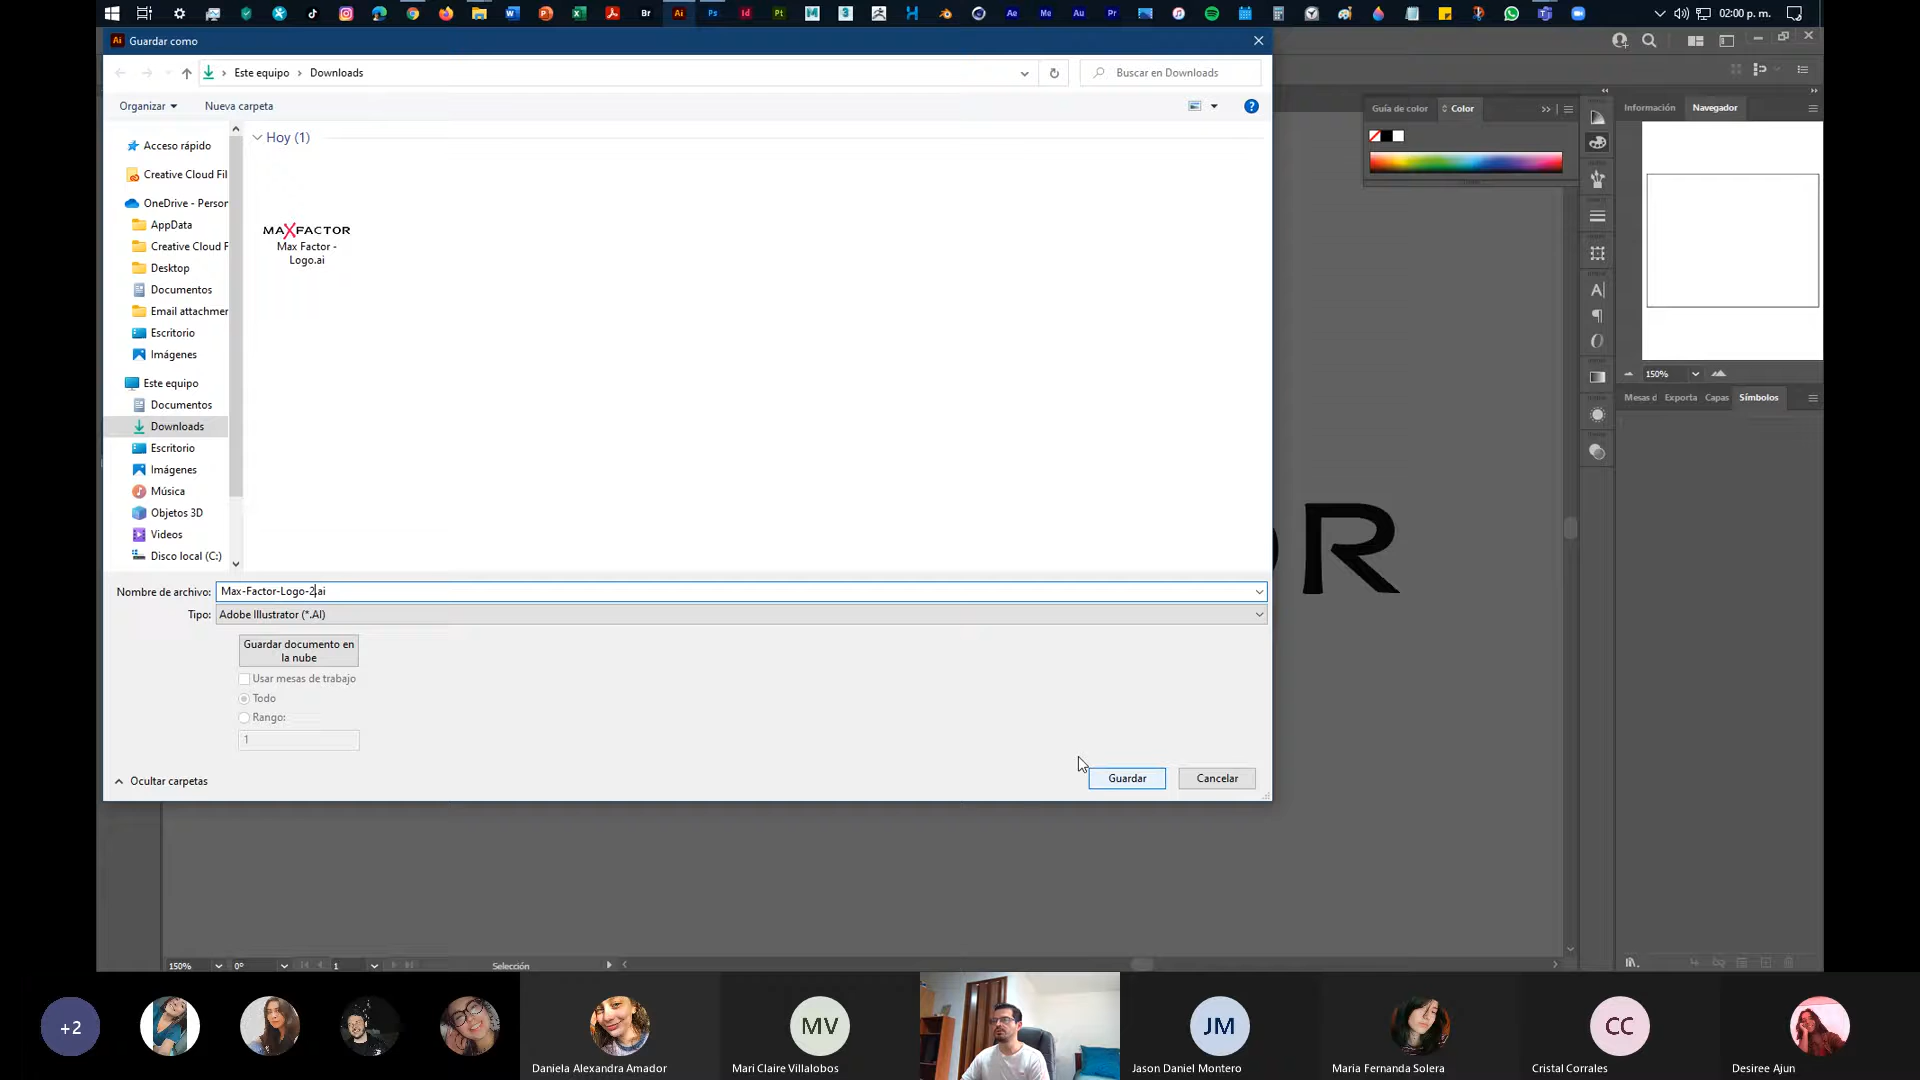 02:00 p. m.
Guardar como
Este equipo > Downloads
Buscar en Downloads
Organizar
Nueva carpeta
Acceso rápido
Creative Cloud Fil
OneDrive - Person
AppData
Creative Cloud F
Desktop
Documentos
Email attachmer
Escritorio
Imágenes
Este equipo
Documentos
Downloads
Escritorio
Imágenes
Música
Objetos 3D
Videos
Disco local (C:)
Hoy (1)
MAXFACTOR
Max Factor -
Logo.ai
Nombre de archivo: Max-Factor-Logo-2.ai
Tipo: Adobe Illustrator (*.AI)
Guardar documento en
la nube
Usar mesas de trabajo
Todo
Rango:
1
Ocultar carpetas
Guardar
Cancelar
Guía de color
Color
Información
Navegador
150%
Mesas d
Exporta
Capas
Símbolos
OR
150%
0°
1
Selección
+2
MV
JM
CC
Daniela Alexandra Amador
Mari Claire Villalobos
Jason Daniel Montero
Maria Fernanda Solera
Cristal Corrales
Desiree Ajun